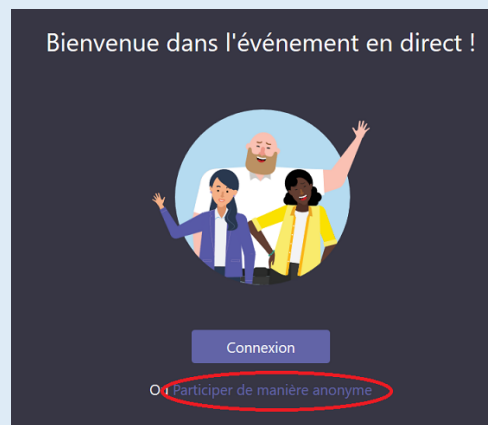 Bienvenue dans l'événement en direct !
Connexion
Ou Participer de manière anonyme